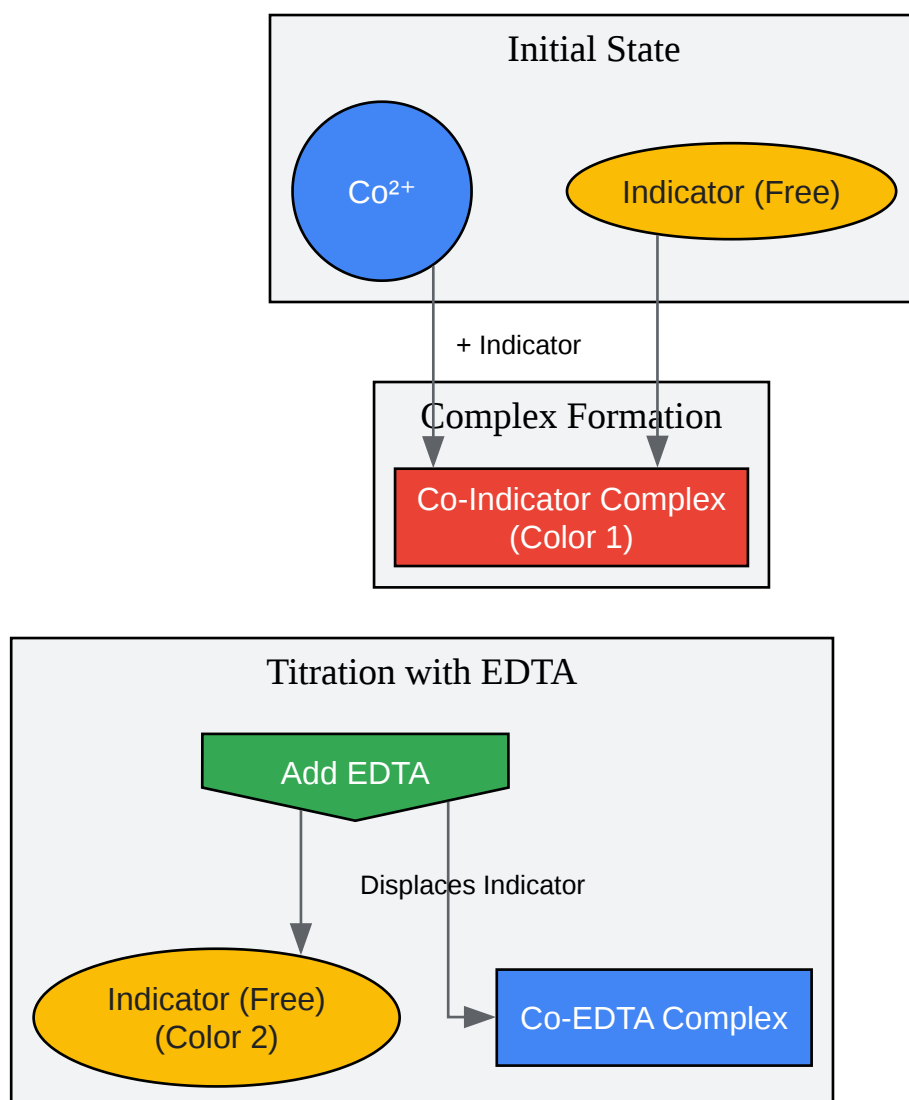 Initial State
Co²⁺
Indicator (Free)
+ Indicator
Complex Formation
Co-Indicator Complex
(Color 1)
Titration with EDTA
Add EDTA
Displaces Indicator
Indicator (Free)
(Color 2)
Co-EDTA Complex